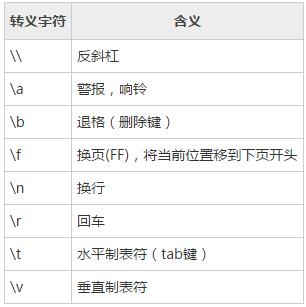 转义字符 含义
\\ 反斜杠
\a 警报，响铃
\b 退格（删除键）
\f 换页(FF)，将当前位置移到下页开头
\n 换行
\r 回车
\t 水平制表符（tab键）
\v 垂直制表符